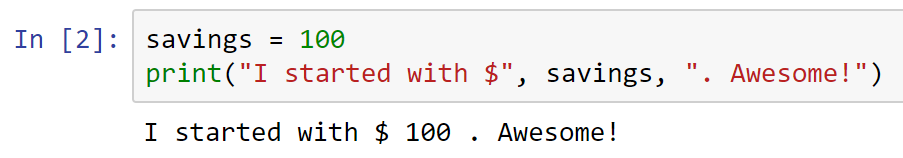 In [2]: savings = 100
print("I started with $", savings, ". Awesome!")
I started with $ 100 . Awesome!